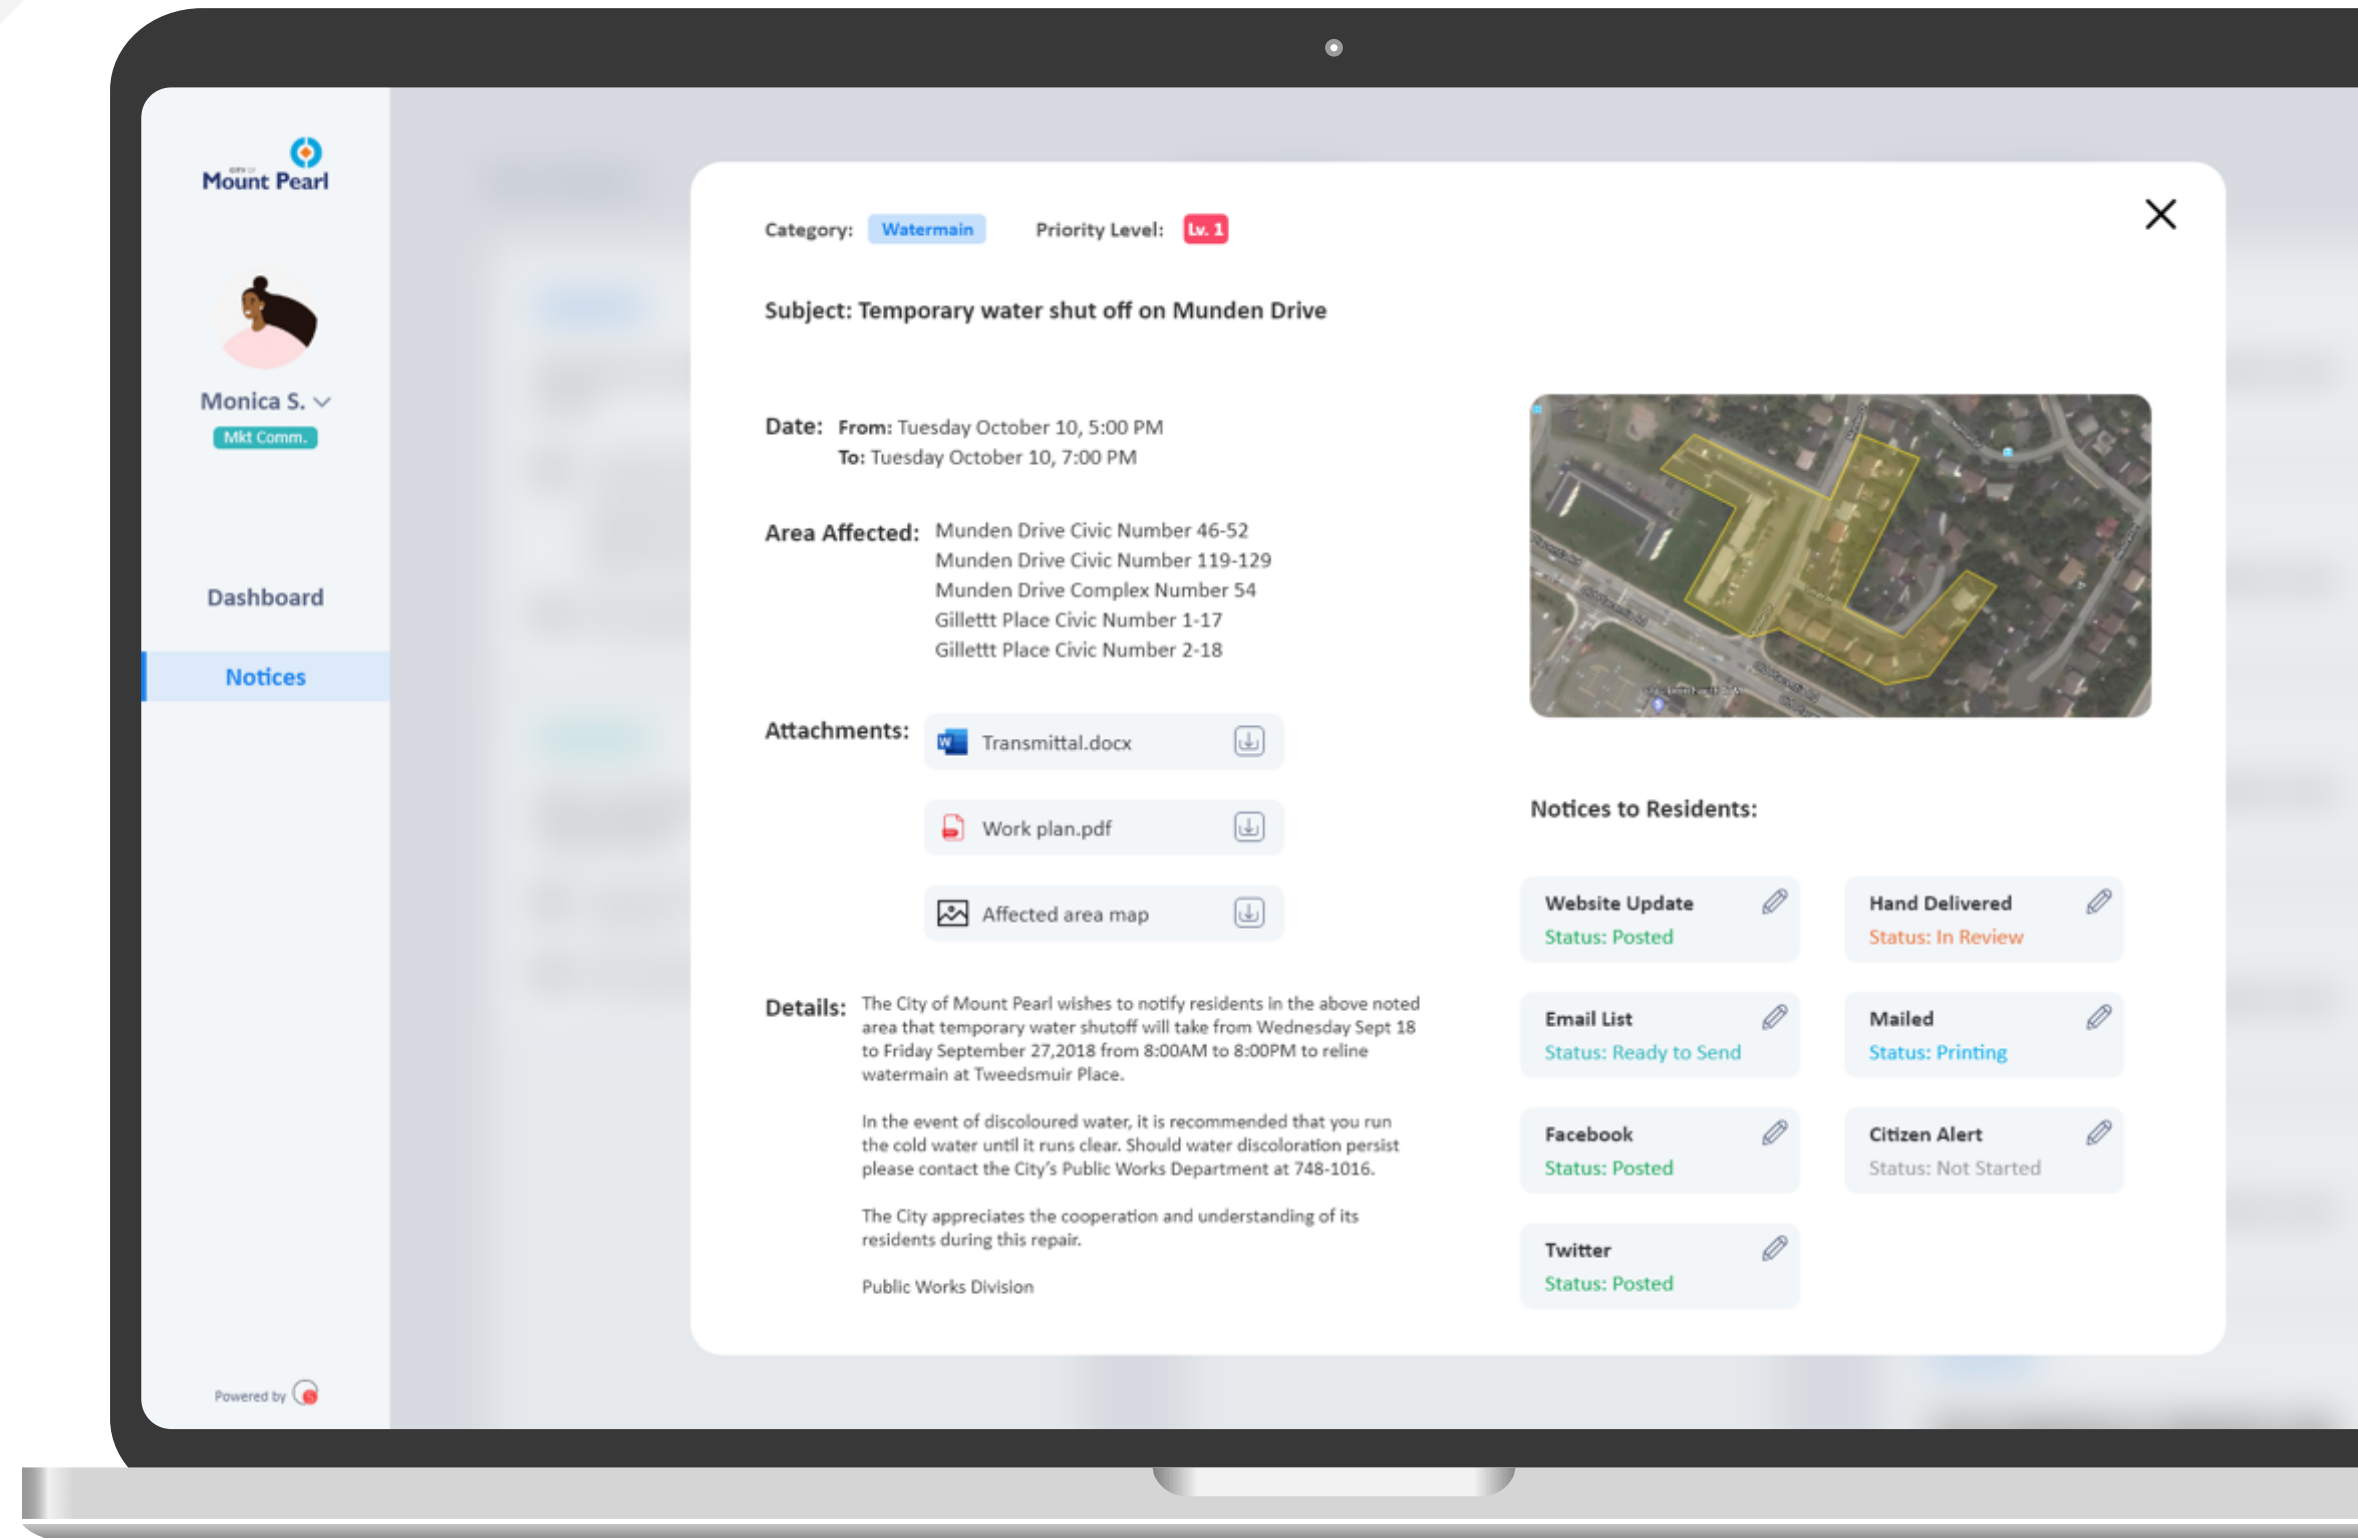 CITY OF
Mount Pearl
Monica S.
Mkt Comm.
Dashboard
Notices
Powered by
Category: Watermain Priority Level: Lv. 1
Subject: Temporary water shut off on Munden Drive
Date: From: Tuesday October 10, 5:00 PM
To: Tuesday October 10, 7:00 PM
Area Affected: Munden Drive Civic Number 46-52
Munden Drive Civic Number 119-129
Munden Drive Complex Number 54
Gillettt Place Civic Number 1-17
Gillettt Place Civic Number 2-18
Attachments: Transmittal.docx
Work plan.pdf
Affected area map
Details: The City of Mount Pearl wishes to notify residents in the above noted
area that temporary water shutoff will take from Wednesday Sept 18
to Friday September 27,2018 from 8:00AM to 8:00PM to reline
watermain at Tweedsmuir Place.
In the event of discoloured water, it is recommended that you run
the cold water until it runs clear. Should water discoloration persist
please contact the City's Public Works Department at 748-1016.
The City appreciates the cooperation and understanding of its
residents during this repair.
Public Works Division
Notices to Residents:
Website Update
Status: Posted
Hand Delivered
Status: In Review
Email List
Status: Ready to Send
Mailed
Status: Printing
Facebook
Status: Posted
Citizen Alert
Status: Not Started
Twitter
Status: Posted